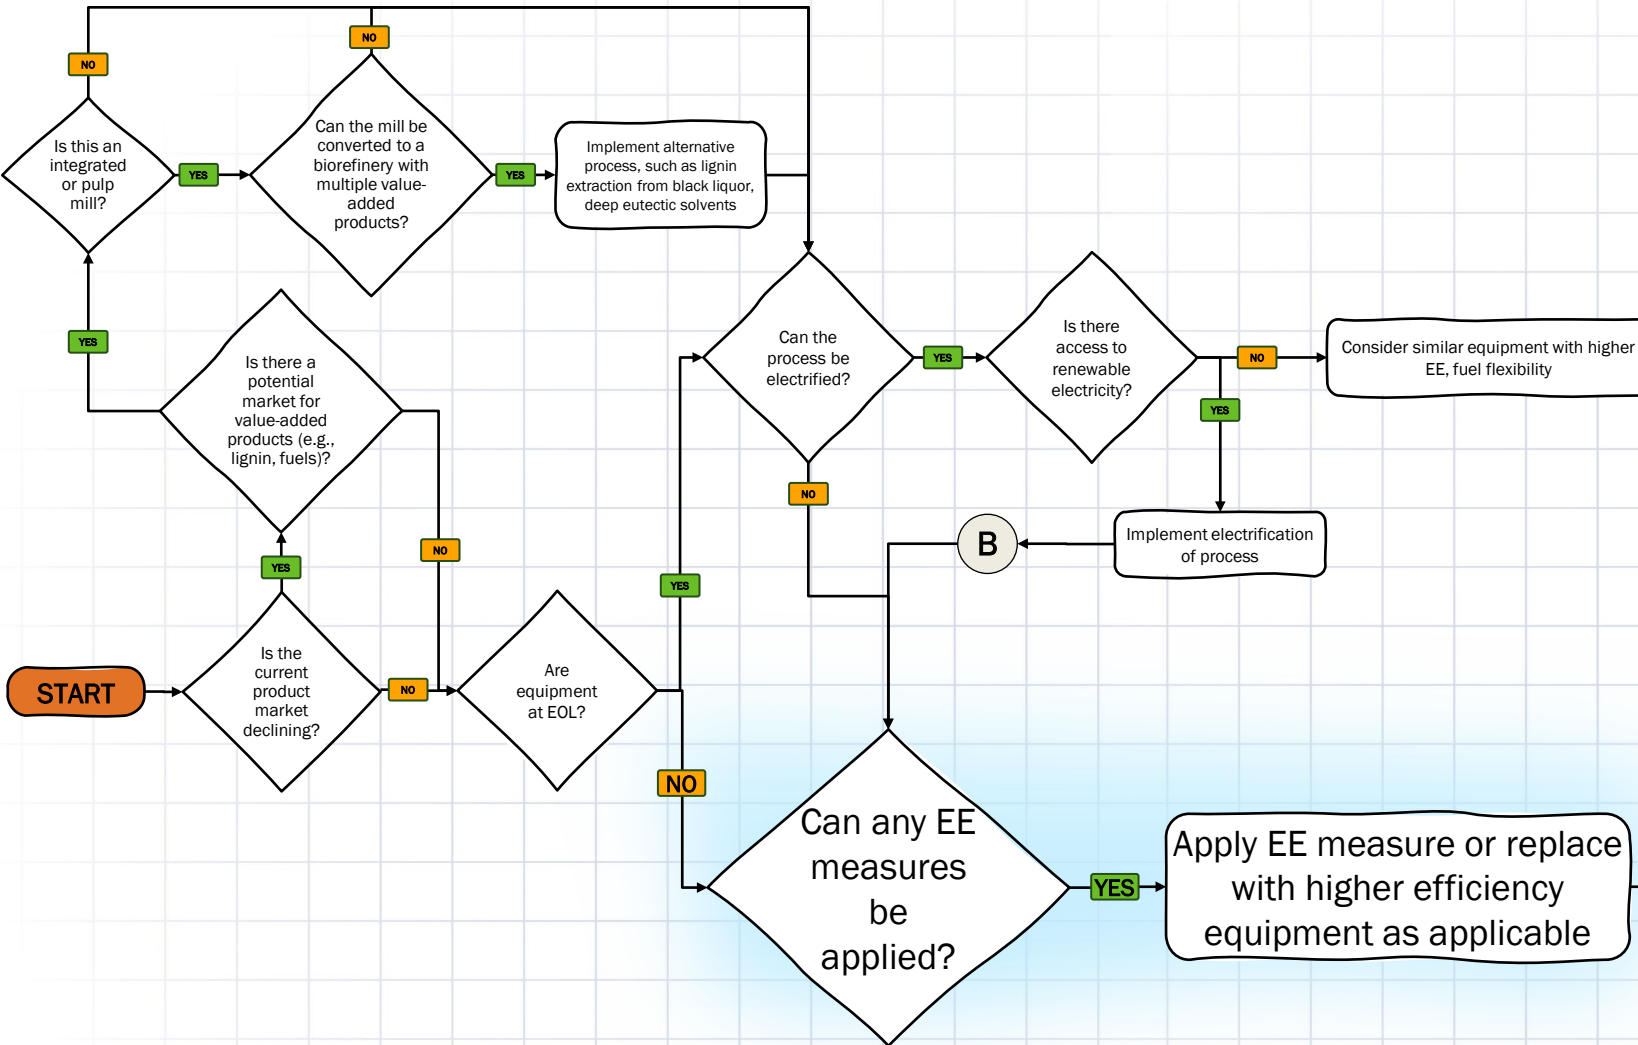 NO
NO
Is this an
integrated
or pulp
mill?
YES
Can the mill be
converted to a
biorefinery with
multiple value-
added
products?
YES
Implement alternative
process, such as lignin
extraction from black liquor,
deep eutectic solvents
YES
Is there a
potential
market for
value-added
products (e.g.,
lignin, fuels)?
Can the
process be
electrified?
YES
Is there
access to
renewable
electricity?
NO
Consider similar equipment with higher
EE, fuel flexibility
YES
NO
NO
B
Implement electrification
of process
YES
YES
START
Is the
current
product
market
declining?
NO
Are
equipment
at EOL?
NO
Can any EE
measures
be
applied?
YES
Apply EE measure or replace
with higher efficiency
equipment as applicable